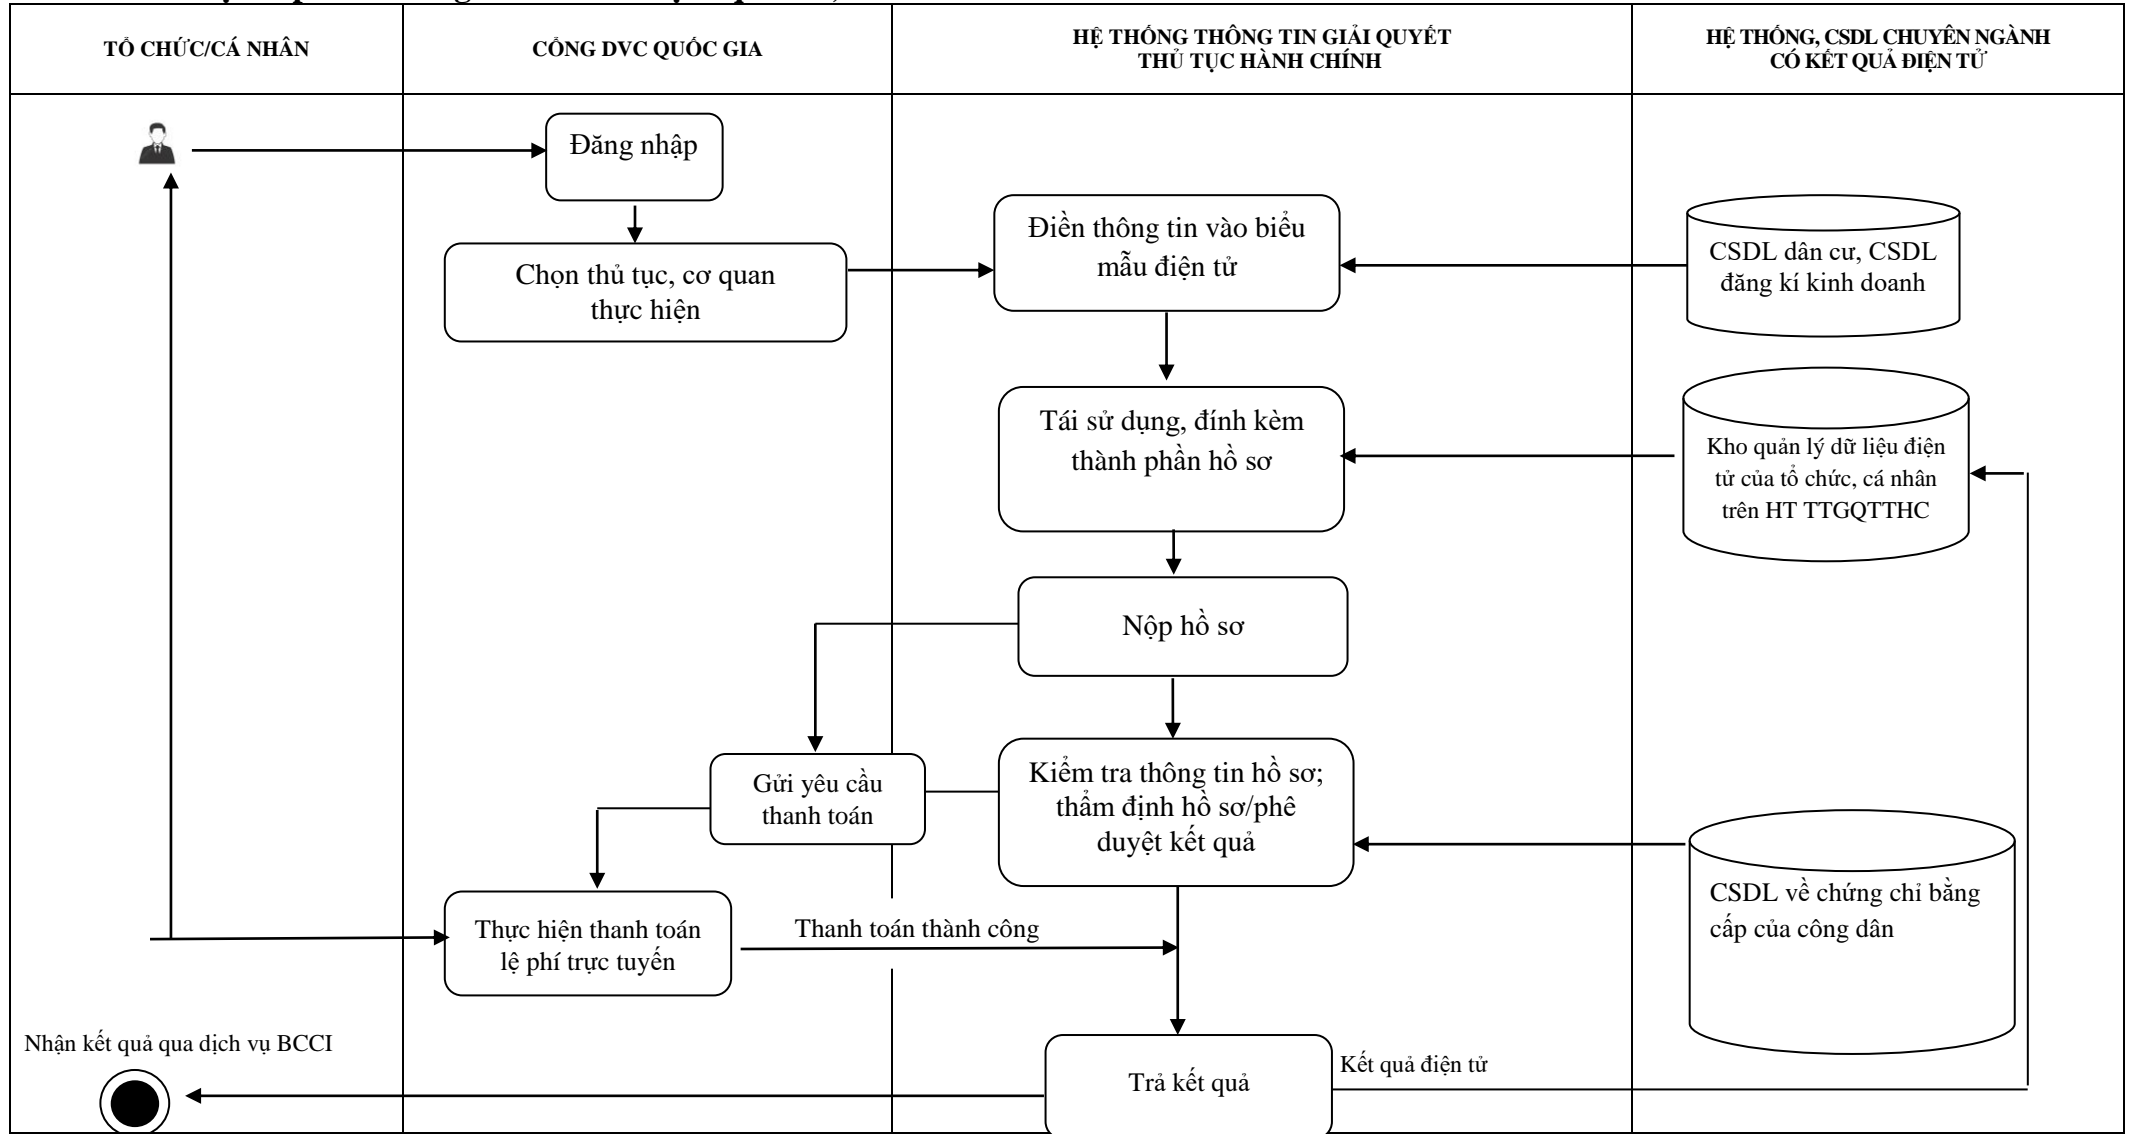 TỔ CHỨC/CÁ NHÂN
CỔNG DVC QUỐC GIA
HỆ THỐNG THÔNG TIN GIẢI QUYẾT
THỦ TỤC HÀNH CHÍNH
HỆ THỐNG, CSDL CHUYÊN NGÀNH
CÓ KẾT QUẢ ĐIỆN TỬ
Đăng nhập
Chọn thủ tục, cơ quan
thực hiện
Điền thông tin vào biểu
mẫu điện tử
CSDL dân cư, CSDL
đăng kí kinh doanh
Tái sử dụng, đính kèm
thành phần hồ sơ
Kho quản lý dữ liệu điện
tử của tổ chức, cá nhân
trên HT TTGQTTHC
Nộp hồ sơ
Gửi yêu cầu
thanh toán
Kiểm tra thông tin hồ sơ;
thẩm định hồ sơ/phê
duyệt kết quả
CSDL về chứng chỉ bằng
cấp của công dân
Thực hiện thanh toán
lệ phí trực tuyến
Thanh toán thành công
Nhận kết quả qua dịch vụ BCCI
Trả kết quả
Kết quả điện tử